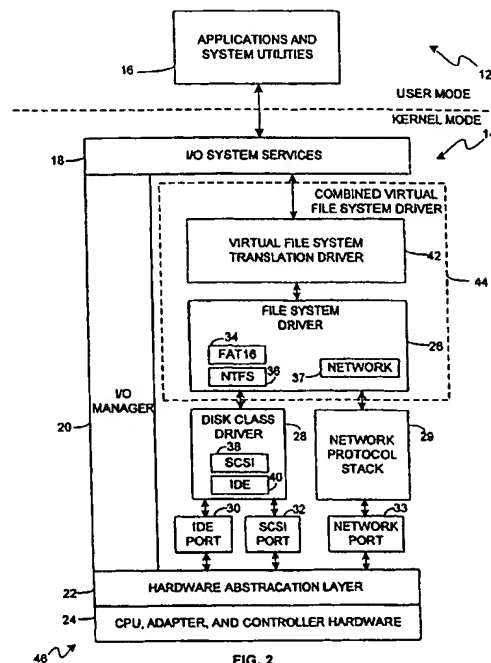 APPLICATIONS AND
SYSTEM UTILITIES
16
12
USER MODE
KERNEL MODE
14
18
I/O SYSTEM SERVICES
COMBINED VIRTUAL
FILE SYSTEM DRIVER
VIRTUAL FILE SYSTEM
TRANSLATION DRIVER
42
44
FILE SYSTEM
DRIVER
34
FAT16
26
NTFS
36
37
NETWORK
I/O
MANAGER
20
DISK CLASS
DRIVER
28
38
SCSI
40
IDE
NETWORK
PROTOCOL
STACK
29
30
IDE
PORT
32
SCSI
PORT
33
NETWORK
PORT
22
HARDWARE ABSTRACATION LAYER
24
CPU, ADAPTER, AND CONTROLLER HARDWARE
46
FIG. 2